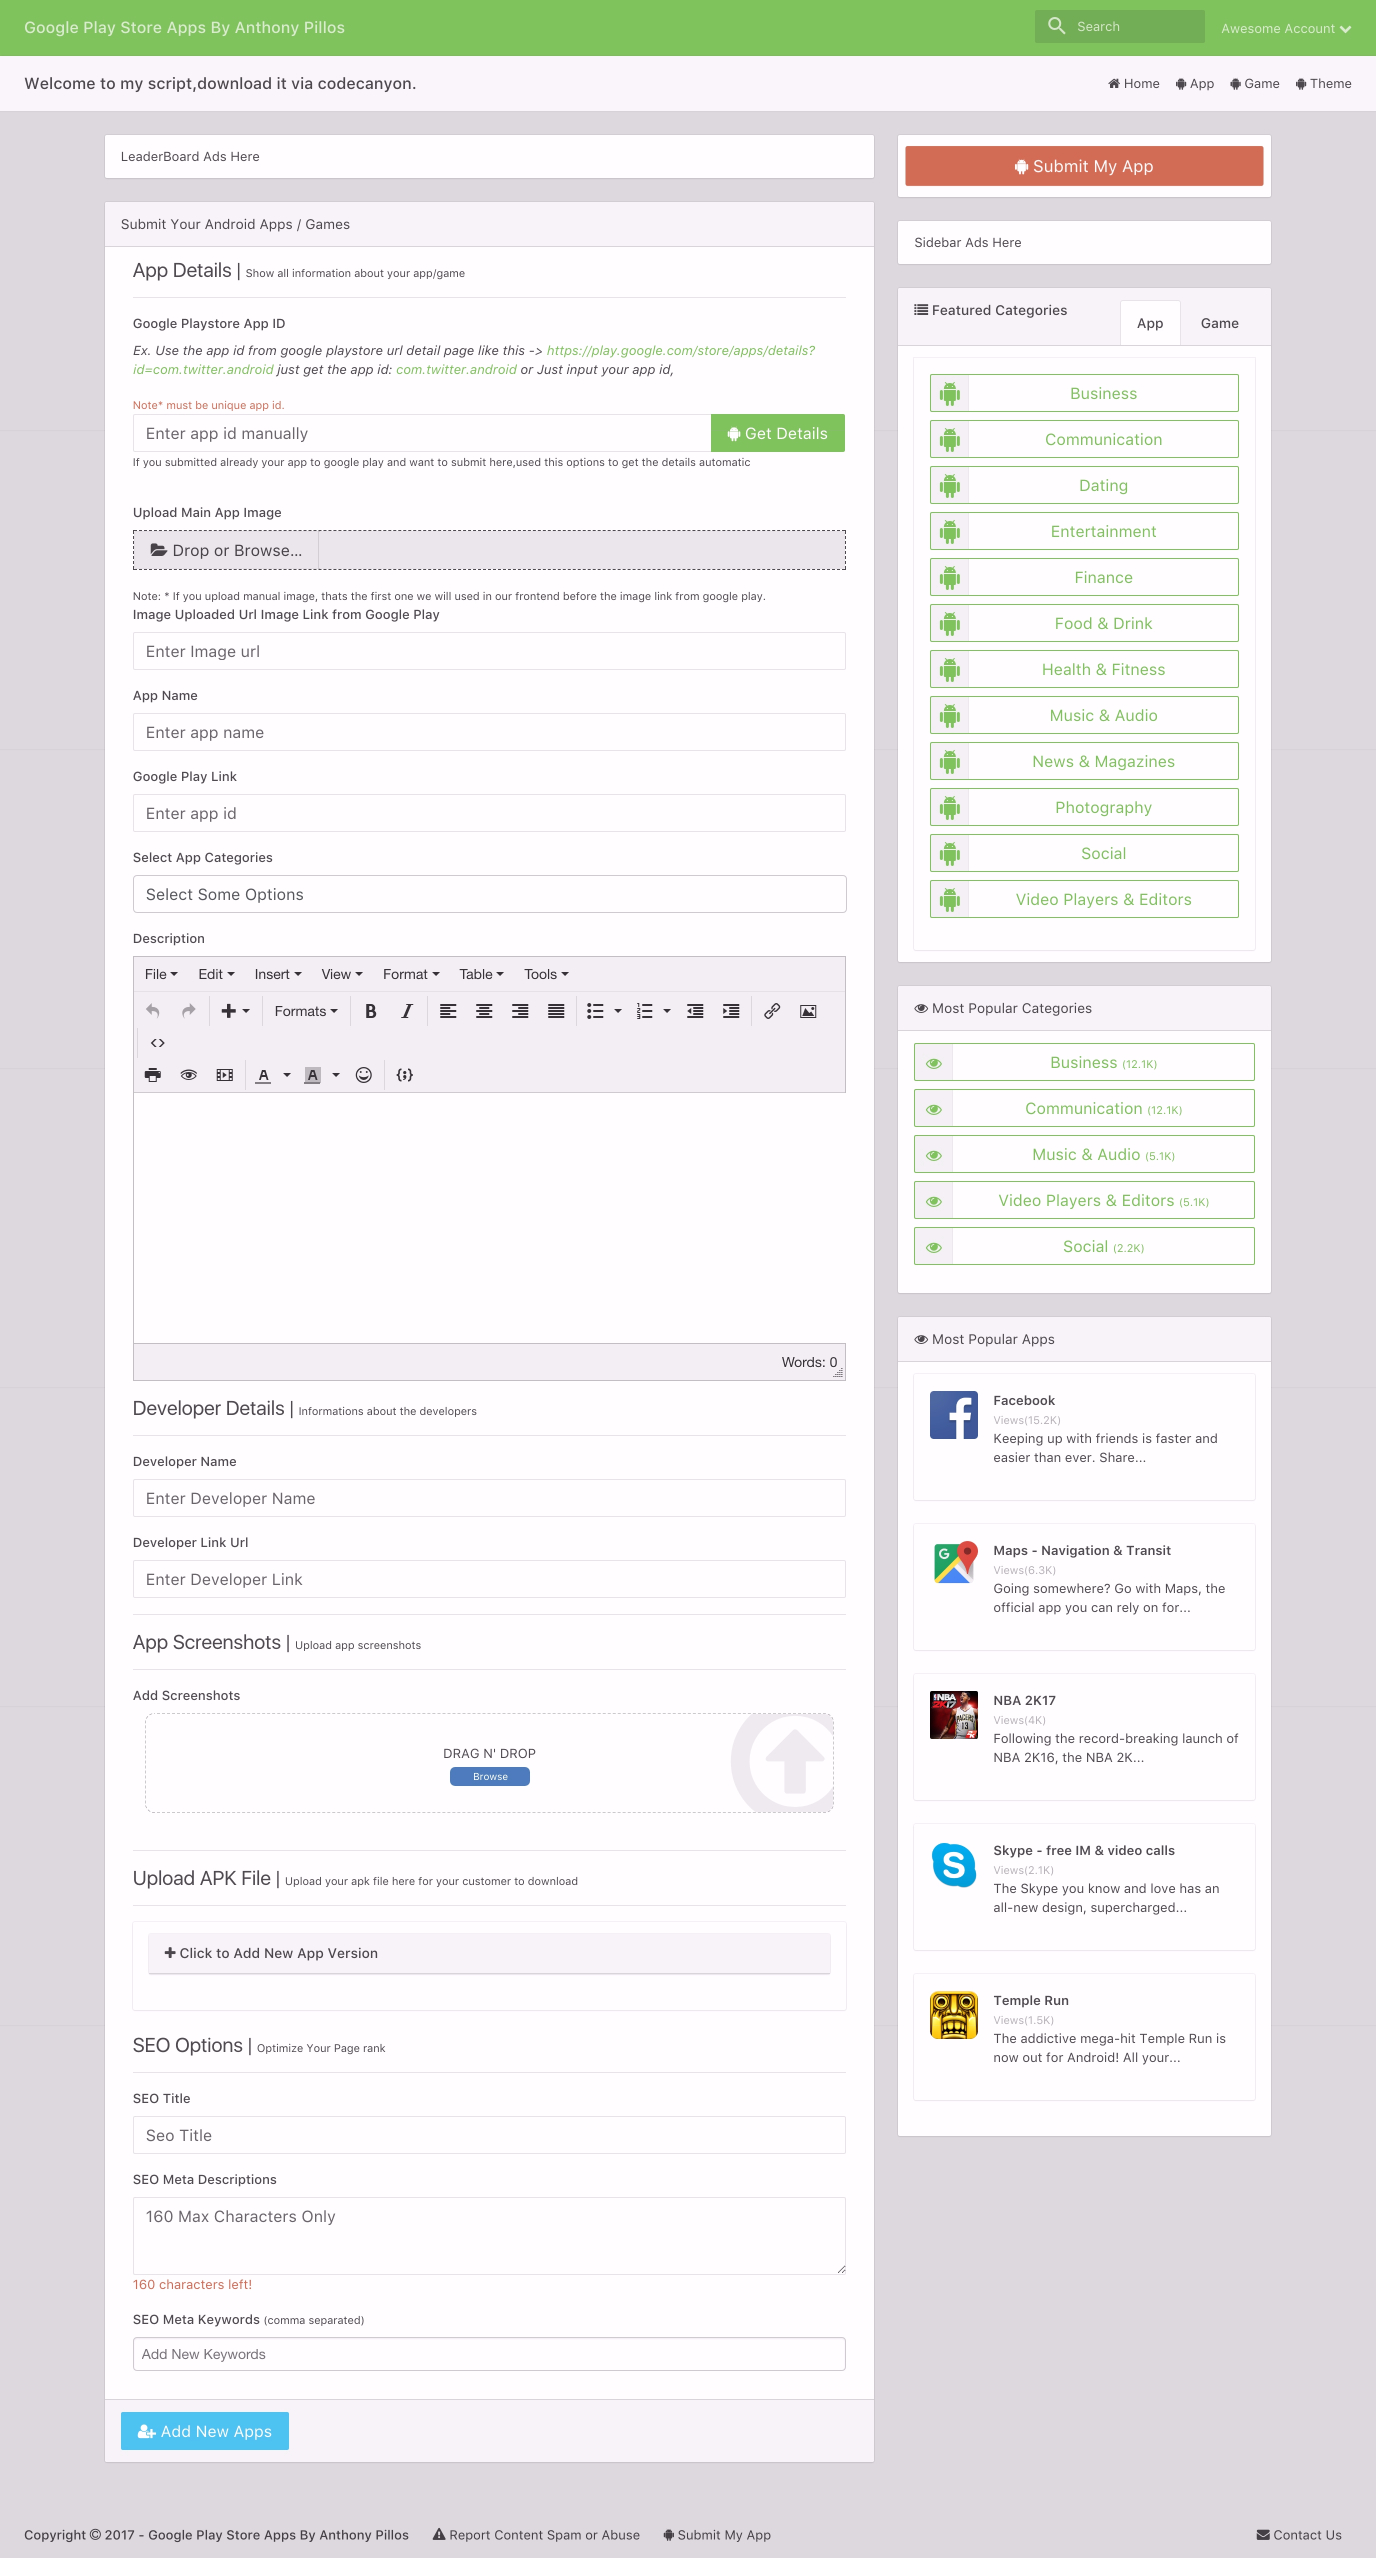 Google Play Store Apps By Anthony Pillos
Search
Awesome Account
Welcome to my script,download it via codecanyon.
Home App Game Theme
LeaderBoard Ads Here
Submit Your Android Apps / Games
App Details | Show all information about your app/game
Google Playstore App ID
Ex. Use the app id from google playstore url detail page like this -> https://play.google.com/store/apps/details?
id=com.twitter.android just get the app id: com.twitter.android or Just input your app id,
Note* must be unique app id.
Enter app id manually
Get Details
If you submitted already your app to google play and want to submit here,used this options to get the details automatic
Upload Main App Image
Drop or Browse...
Note: * If you upload manual image, thats the first one we will used in our frontend before the image link from google play.
Image Uploaded Url Image Link from Google Play
Enter Image url
App Name
Enter app name
Google Play Link
Enter app id
Select App Categories
Select Some Options
Description
File Edit Insert View Format Table Tools
Formats B I
A A
Words: 0
Developer Details | Informations about the developers
Developer Name
Enter Developer Name
Developer Link Url
Enter Developer Link
App Screenshots | Upload app screenshots
Add Screenshots
DRAG N' DROP
Browse
Upload APK File | Upload your apk file here for your customer to download
Click to Add New App Version
SEO Options | Optimize Your Page rank
SEO Title
Seo Title
SEO Meta Descriptions
160 Max Characters Only
160 characters left!
SEO Meta Keywords (comma separated)
Add New Keywords
Add New Apps
Submit My App
Sidebar Ads Here
Featured Categories
App Game
Business
Communication
Dating
Entertainment
Finance
Food & Drink
Health & Fitness
Music & Audio
News & Magazines
Photography
Social
Video Players & Editors
Most Popular Categories
Business (12.1K)
Communication (12.1K)
Music & Audio (5.1K)
Video Players & Editors (5.1K)
Social (2.2K)
Most Popular Apps
Facebook
Views(15.2K)
Keeping up with friends is faster and
easier than ever. Share...
Maps - Navigation & Transit
Views(6.3K)
Going somewhere? Go with Maps, the
official app you can rely on for...
NBA 2K17
Views(4K)
Following the record-breaking launch of
NBA 2K16, the NBA 2K...
Skype - free IM & video calls
Views(2.1K)
The Skype you know and love has an
all-new design, supercharged...
Temple Run
Views(1.5K)
The addictive mega-hit Temple Run is
now out for Android! All your...
Copyright © 2017 - Google Play Store Apps By Anthony Pillos
Report Content Spam or Abuse
Submit My App
Contact Us